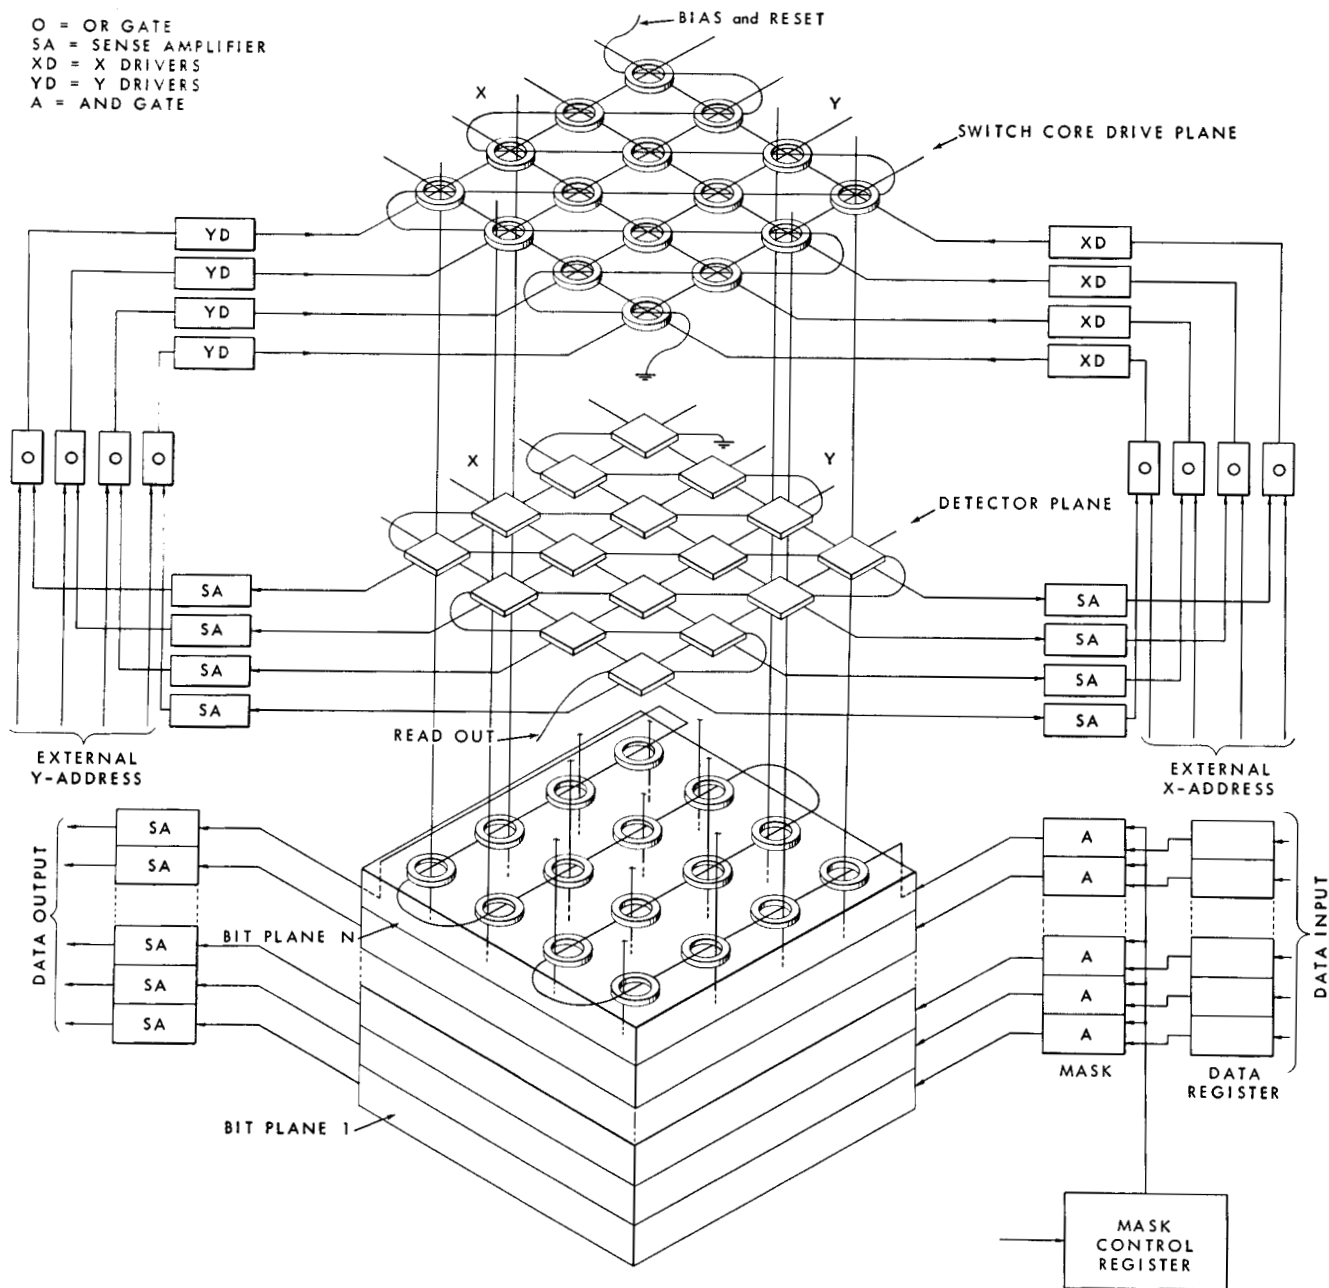 O = OR GATE
SA = SENSE AMPLIFIER
XD = X DRIVERS
YD = Y DRIVERS
A = AND GATE
BIAS and RESET
X
Y
SWITCH CORE DRIVE PLANE
YD
YD
YD
YD
XD
XD
XD
XD
O
O
O
O
O
O
O
O
X
Y
DETECTOR PLANE
SA
SA
SA
SA
SA
SA
SA
SA
READ OUT
EXTERNAL
Y-ADDRESS
EXTERNAL
X-ADDRESS
DATA OUTPUT
SA
SA
SA
SA
SA
BIT PLANE N
BIT PLANE 1
A
A
A
A
A
MASK
DATA
REGISTER
DATA INPUT
MASK
CONTROL
REGISTER